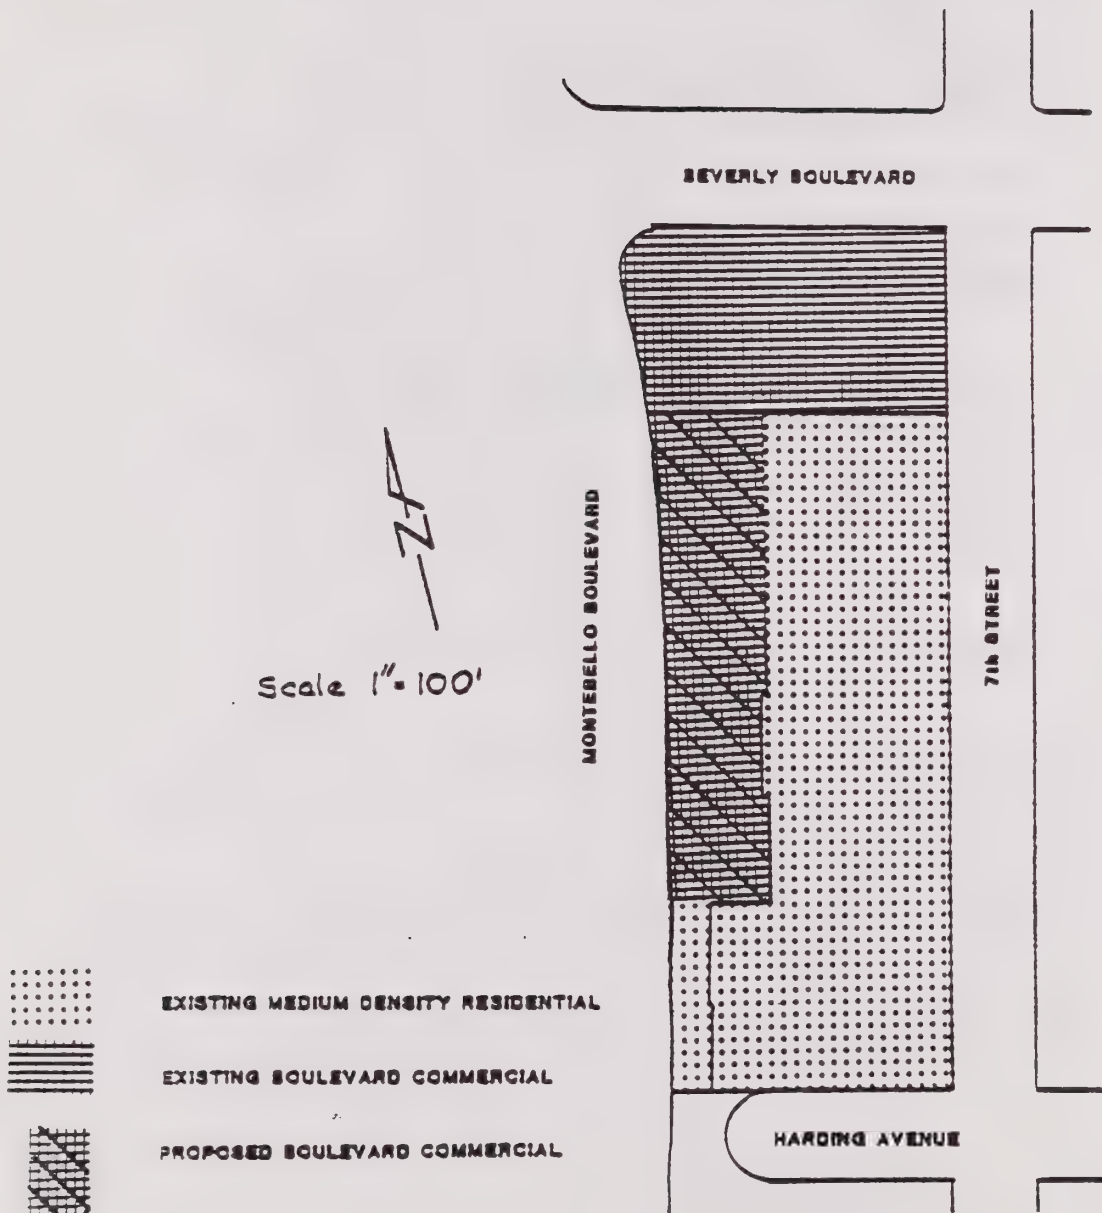 BEVERLY BOULEVARD
MONTEBELLO BOULEVARD
7th STREET
Scale 1"=100'
EXISTING MEDIUM DENSITY RESIDENTIAL
EXISTING BOULEVARD COMMERCIAL
PROPOSED BOULEVARD COMMERCIAL
HARDING AVENUE